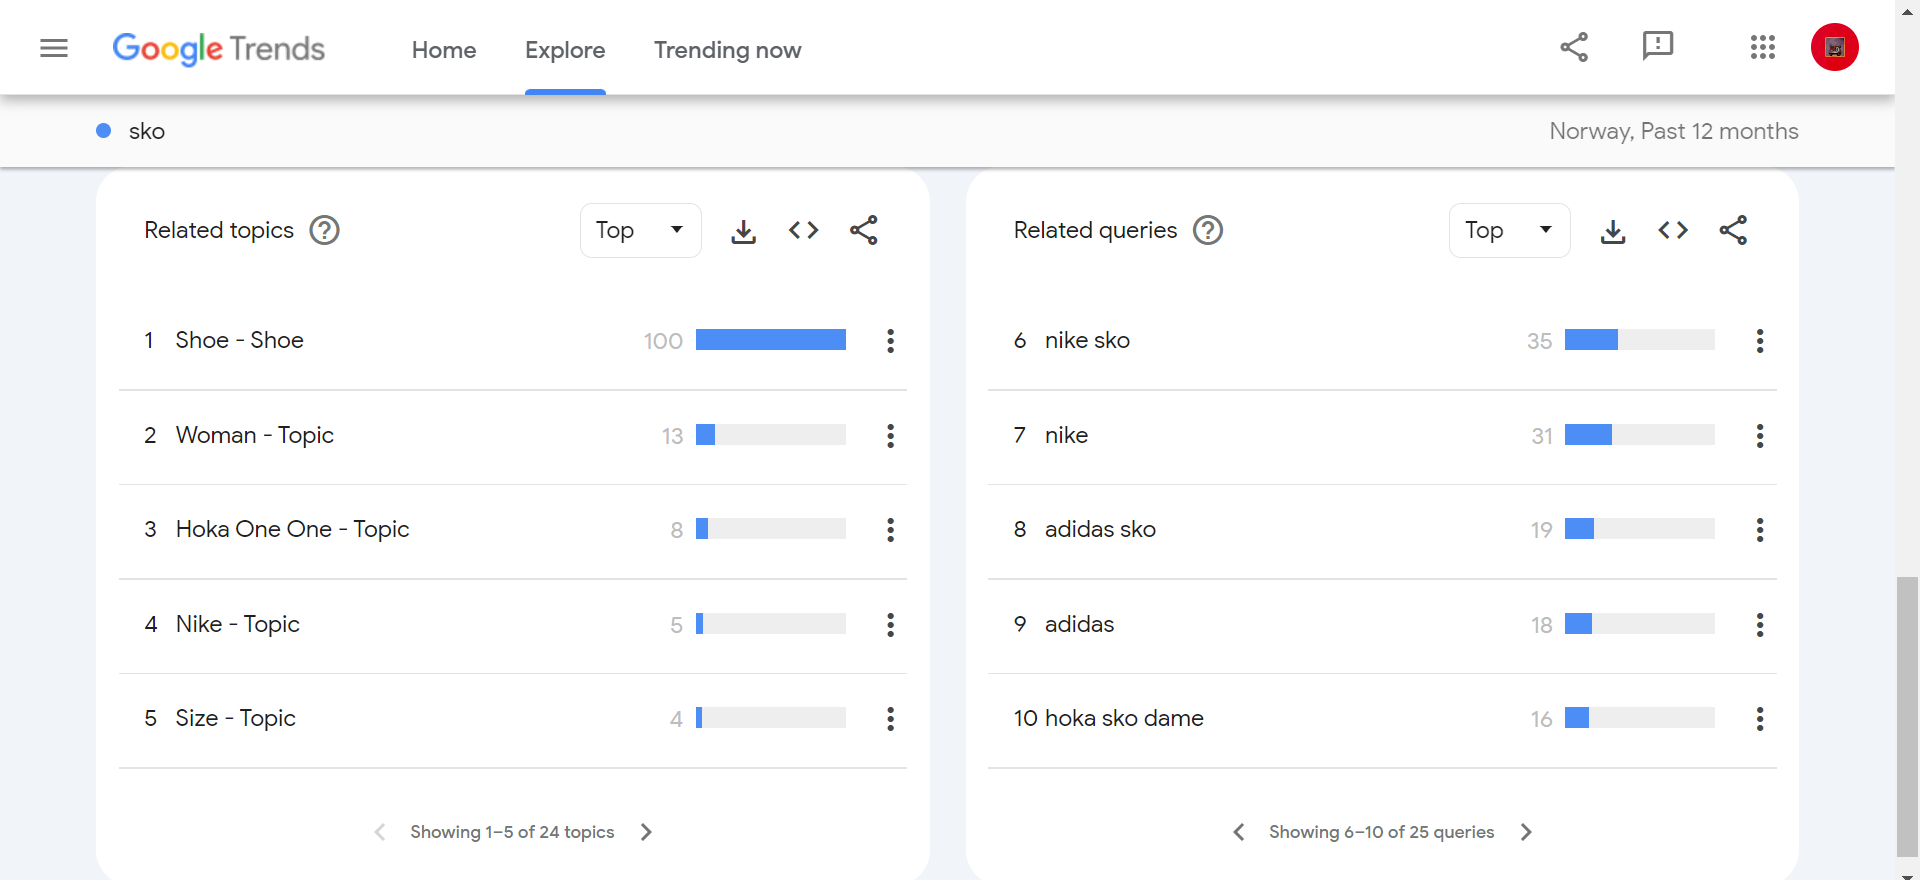 Google Trends Home Explore Trending now
sko Norway, Past 12 months
Related topics Top
1 Shoe - Shoe 100
2 Woman - Topic 13
3 Hoka One One - Topic 8
4 Nike - Topic 5
5 Size - Topic 4
Showing 1–5 of 24 topics
Related queries Top
6 nike sko 35
7 nike 31
8 adidas sko 19
9 adidas 18
10 hoka sko dame 16
Showing 6–10 of 25 queries